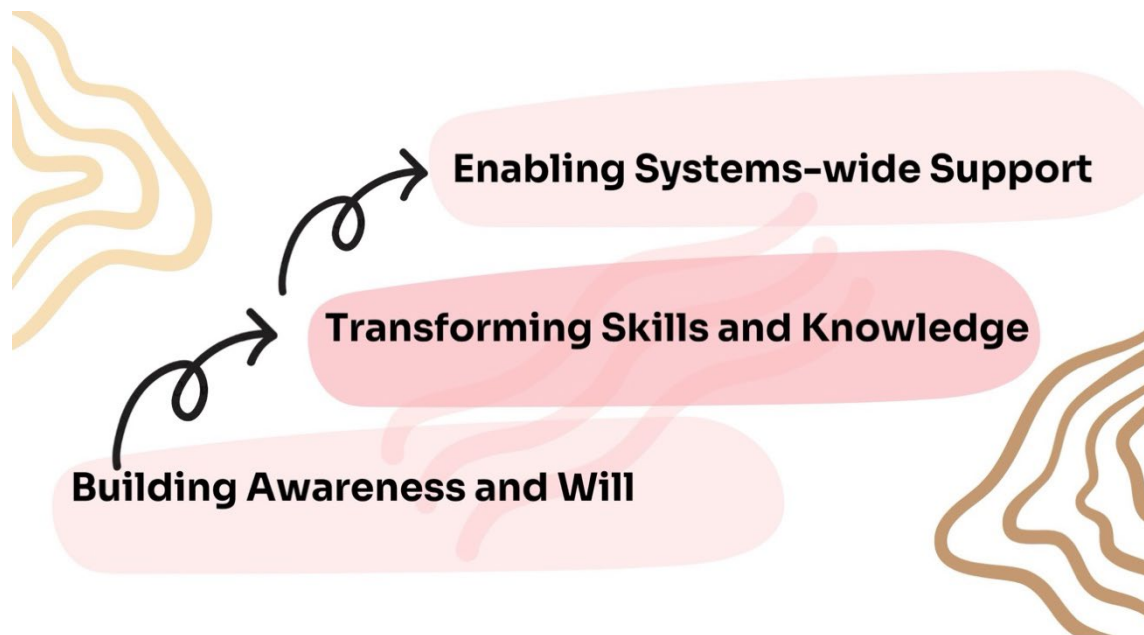 Enabling Systems-wide Support
Transforming Skills and Knowledge
Building Awareness and Will